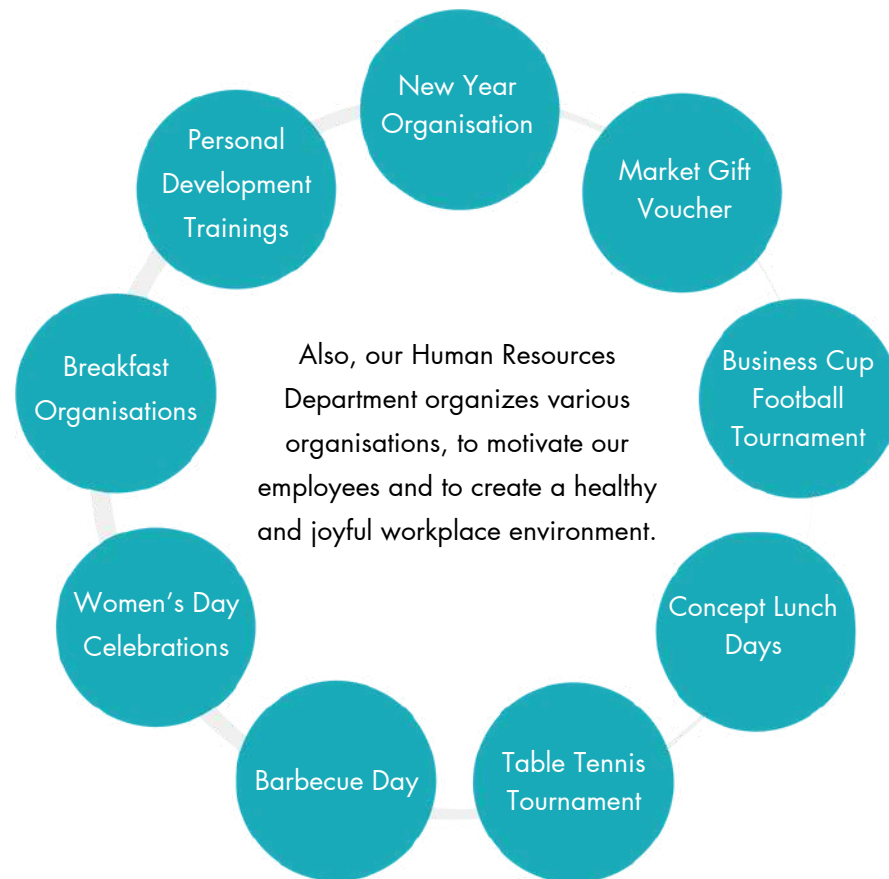 New Year
Organisation
Market Gift
Voucher
Business Cup
Football
Tournament
Concept Lunch
Days
Table Tennis
Tournament
Barbecue Day
Women’s Day
Celebrations
Breakfast
Organisations
Personal
Development
Trainings
Also, our Human Resources
Department organizes various
organisations, to motivate our
employees and to create a healthy
and joyful workplace environment.